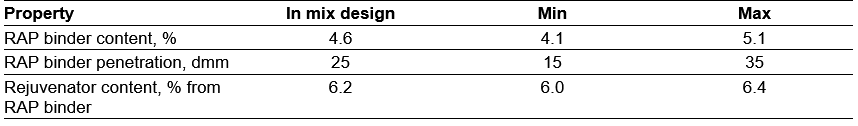 Property In mix design Min Max
RAP binder content, % 4.6 4.1 5.1
RAP binder penetration, dmm 25 15 35
Rejuvenator content, % from 6.2 6.0 6.4
RAP binder